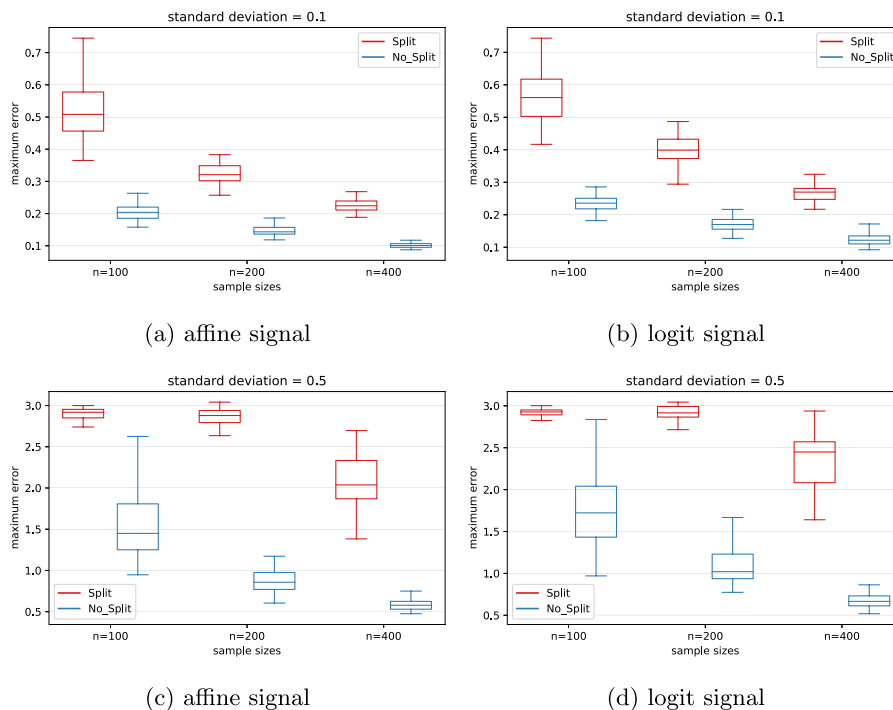 standard deviation = 0.1
0.7
0.6
0.5
0.4
0.3
0.2
0.1
maximum error
Split
No_Split
n=100
n=200
n=400
sample sizes
(a) affine signal
standard deviation = 0.1
0.7
0.6
0.5
0.4
0.3
0.2
0.1
maximum error
Split
No_Split
n=100
n=200
n=400
sample sizes
(b) logit signal
standard deviation = 0.5
3.0
2.5
2.0
1.5
1.0
0.5
maximum error
Split
No_Split
n=100
n=200
n=400
sample sizes
(c) affine signal
standard deviation = 0.5
3.0
2.5
2.0
1.5
1.0
0.5
maximum error
Split
No_Split
n=100
n=200
n=400
sample sizes
(d) logit signal